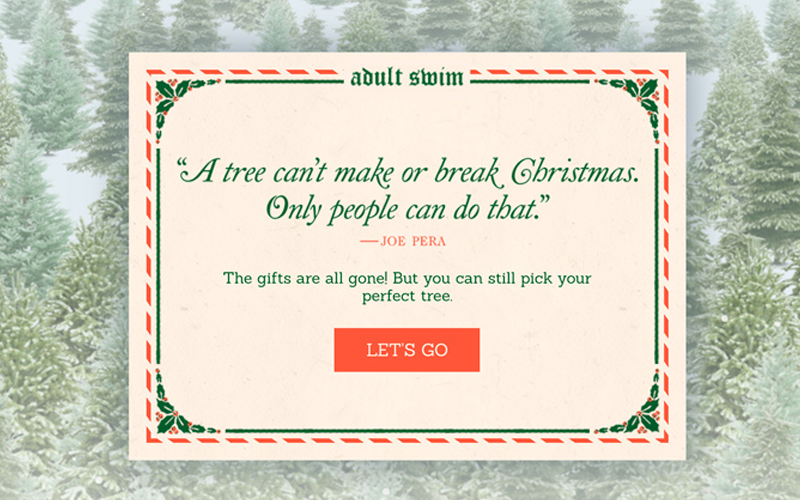 adult swim
“A tree can’t make or break Christmas.
Only people can do that.”
—JOE PERA
The gifts are all gone! But you can still pick your
perfect tree.
LET’S GO